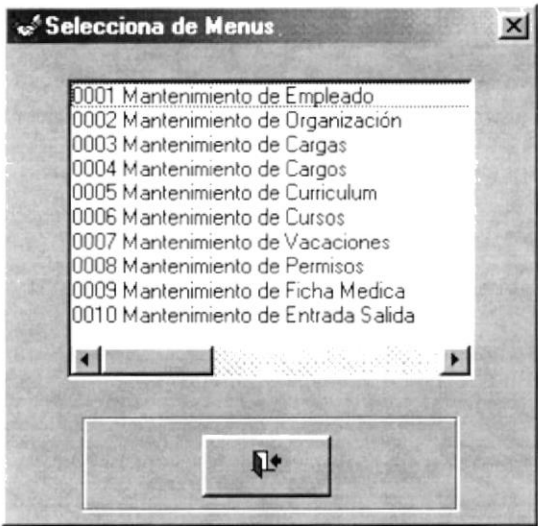 Selecciona de Menus
0001 Mantenimiento de Empleado
0002 Mantenimiento de Organización
0003 Mantenimiento de Cargas
0004 Mantenimiento de Cargos
0005 Mantenimiento de Curriculum
0006 Mantenimiento de Cursos
0007 Mantenimiento de Vacaciones
0008 Mantenimiento de Permisos
0009 Mantenimiento de Ficha Medica
0010 Mantenimiento de Entrada Salida